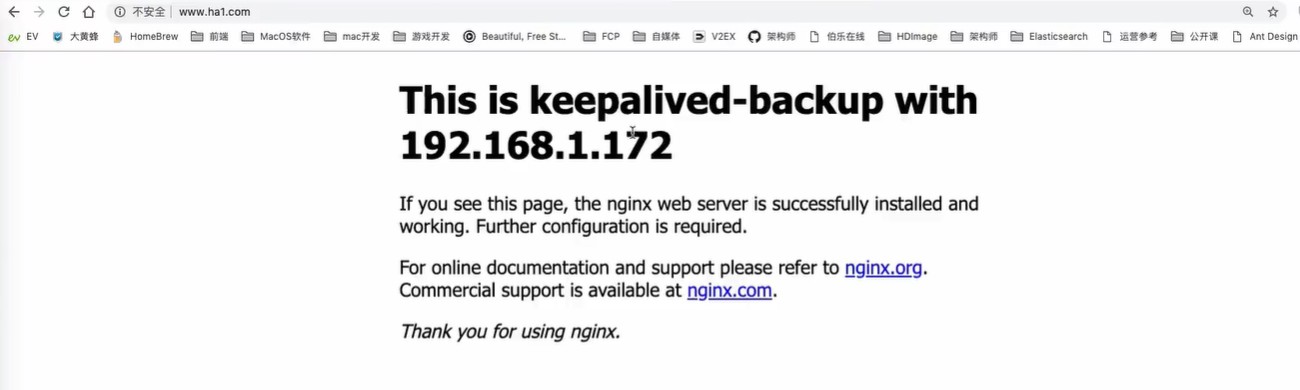 不安全 www.ha1.com
EV 大黄蜂 HomeBrew 前端 MacOS软件 mac开发 游戏开发 Beautiful, Free St... FCP 自媒体 V2EX 架构师 伯乐在线 HDImage 架构师 Elasticsearch 运营参考 公开课 Ant Design
This is keepalived-backup with
192.168.1.172
If you see this page, the nginx web server is successfully installed and
working. Further configuration is required.
For online documentation and support please refer to nginx.org.
Commercial support is available at nginx.com.
Thank you for using nginx.